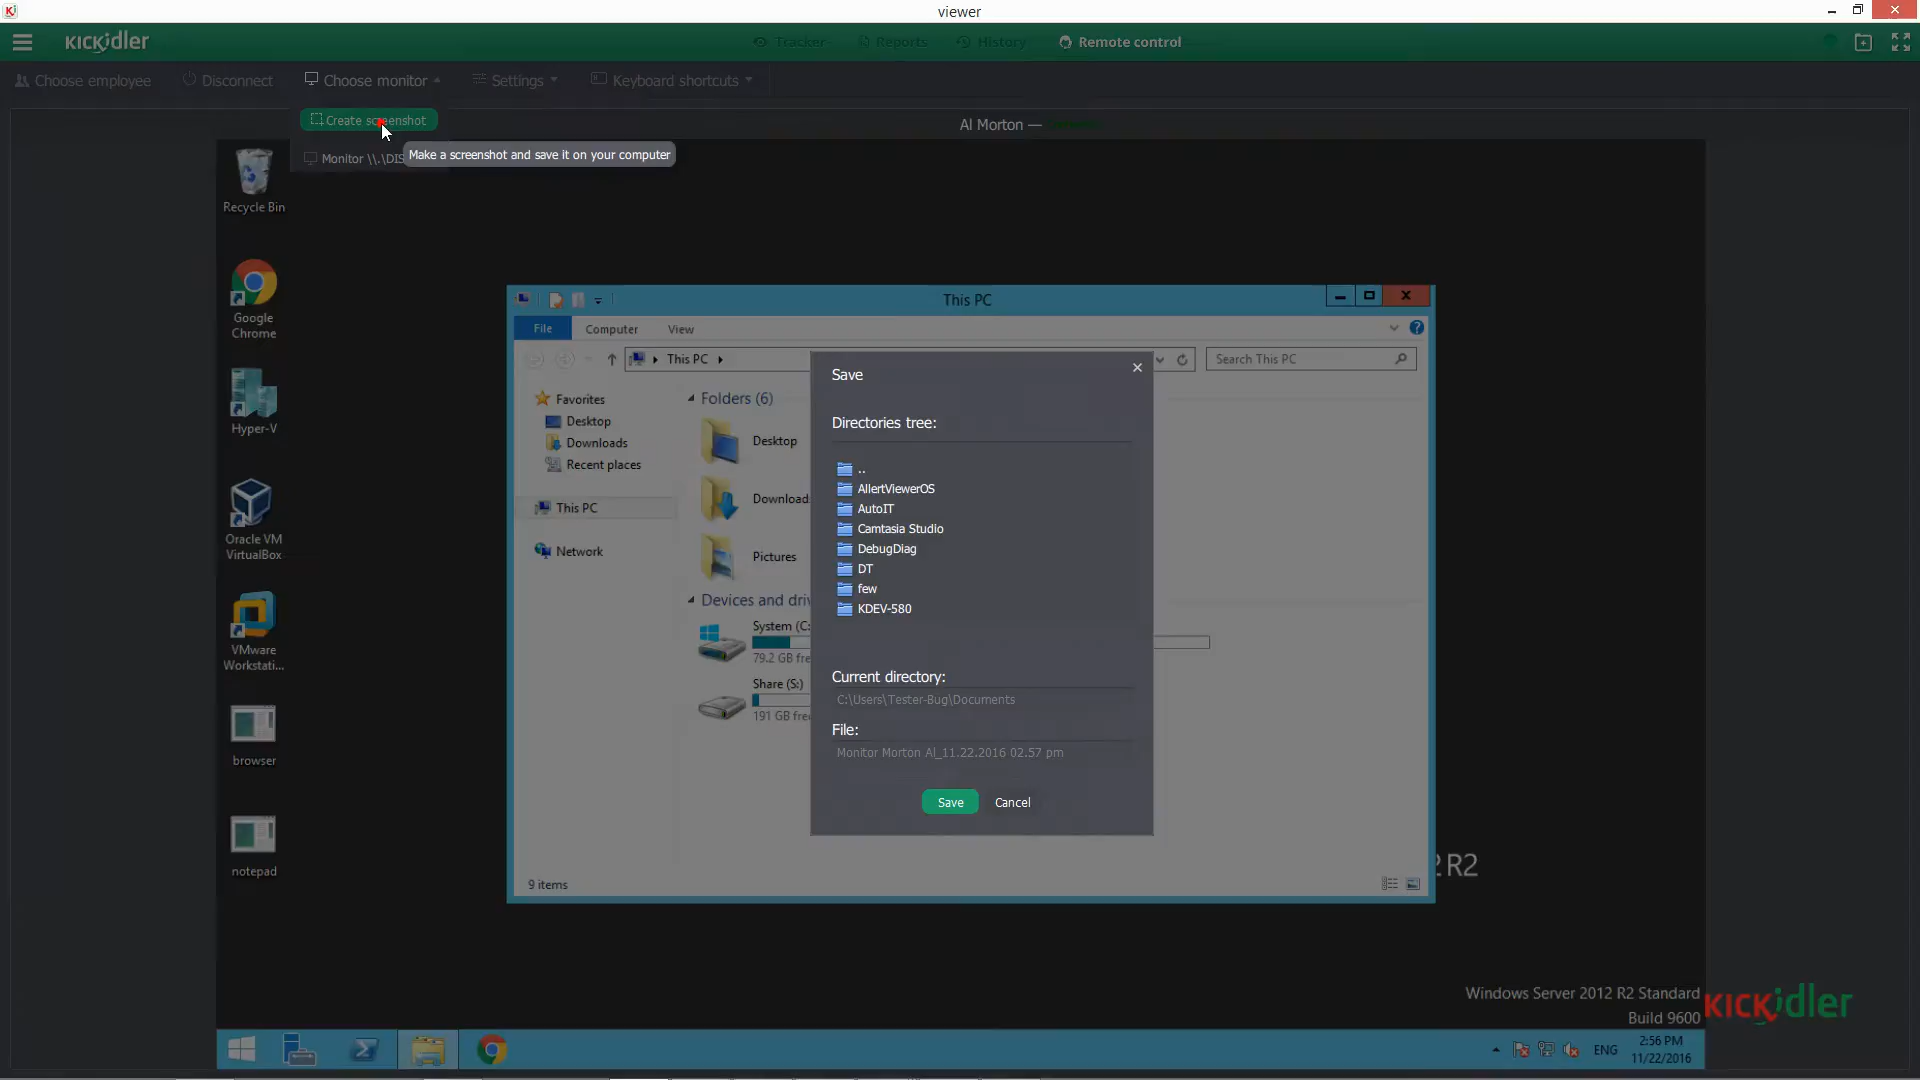 viewer
KICKIDLER
Tracker
Reports
History
Remote control
Choose employee
Disconnect
Choose monitor
Settings
Keyboard shortcuts
Create screenshot
Al Morton —
Monitor \\.\DIS
Make a screenshot and save it on your computer
Recycle Bin
Google
Chrome
Hyper-V
Oracle VM
VirtualBox
VMware
Workstati...
browser
notepad
This PC
File
Computer
View
This PC
Search This PC
Favorites
Desktop
Downloads
Recent places
This PC
Network
Folders (6)
Desktop
Download
Pictures
Devices and driv
System (C:
79.2 GB fre
Share (S:)
191 GB fre
9 items
Save
Directories tree:
..
AllertViewerOS
AutoIT
Camtasia Studio
DebugDiag
DT
few
KDEV-580
Current directory:
C:\Users\Tester-Bug\Documents
File:
Monitor Morton Al_11.22.2016 02.57 pm
Save
Cancel
2 R2
Windows Server 2012 R2 Standard
Build 9600
KICKIDLER
ENG
2:56 PM
11/22/2016